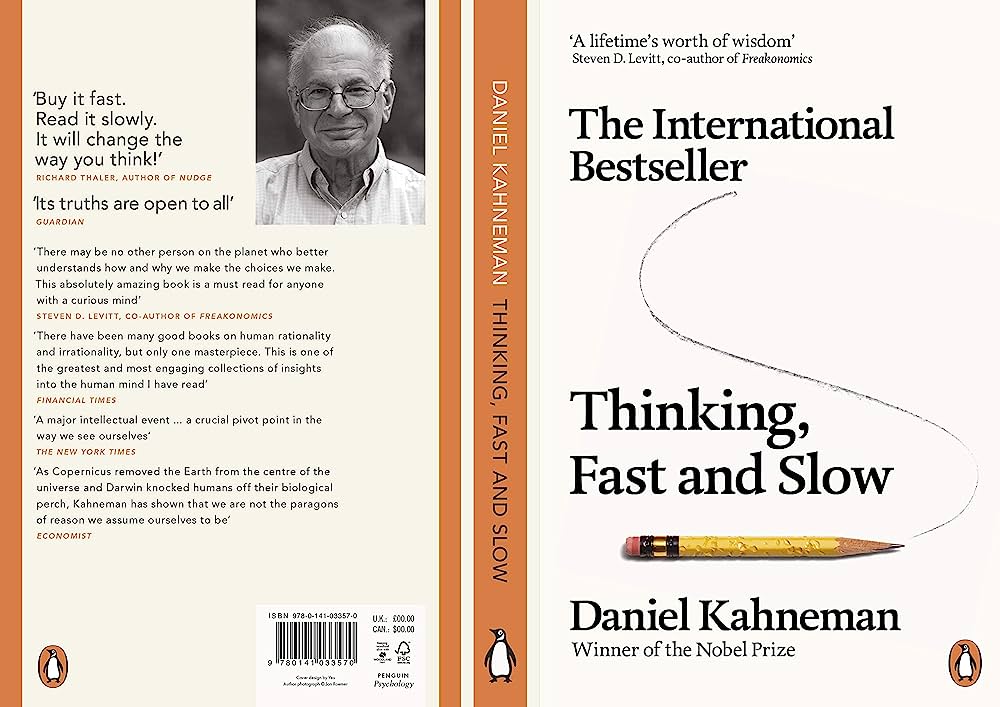 'Buy it fast.
Read it slowly.
It will change the
way you think!'
RICHARD THALER, AUTHOR OF NUDGE
'Its truths are open to all'
GUARDIAN
'There may be no other person on the planet who better
understands how and why we make the choices we make.
This absolutely amazing book is a must read for anyone
with a curious mind'
STEVEN D. LEVITT, CO-AUTHOR OF FREAKONOMICS
'There have been many good books on human rationality
and irrationality, but only one masterpiece. This is one of
the greatest and most engaging collections of insights
into the human mind I have read'
FINANCIAL TIMES
'A major intellectual event ... a crucial pivot point in the
way we see ourselves'
THE NEW YORK TIMES
'As Copernicus removed the Earth from the centre of the
universe and Darwin knocked humans off their biological
perch, Kahneman has shown that we are not the paragons
of reason we assume ourselves to be'
ECONOMIST
ISBN 978-0-141-03357-0
9 780141 033570
U.K.: £00.00
CAN.: $00.00
FSC
PENGUIN
Psychology
Cover design by Yes
Author photograph ©
DANIEL KAHNEMAN THINKING, FAST AND SLOW
'A lifetime's worth of wisdom'
Steven D. Levitt, co-author of Freakonomics
The International
Bestseller
Thinking,
Fast and Slow
Daniel Kahneman
Winner of the Nobel Prize